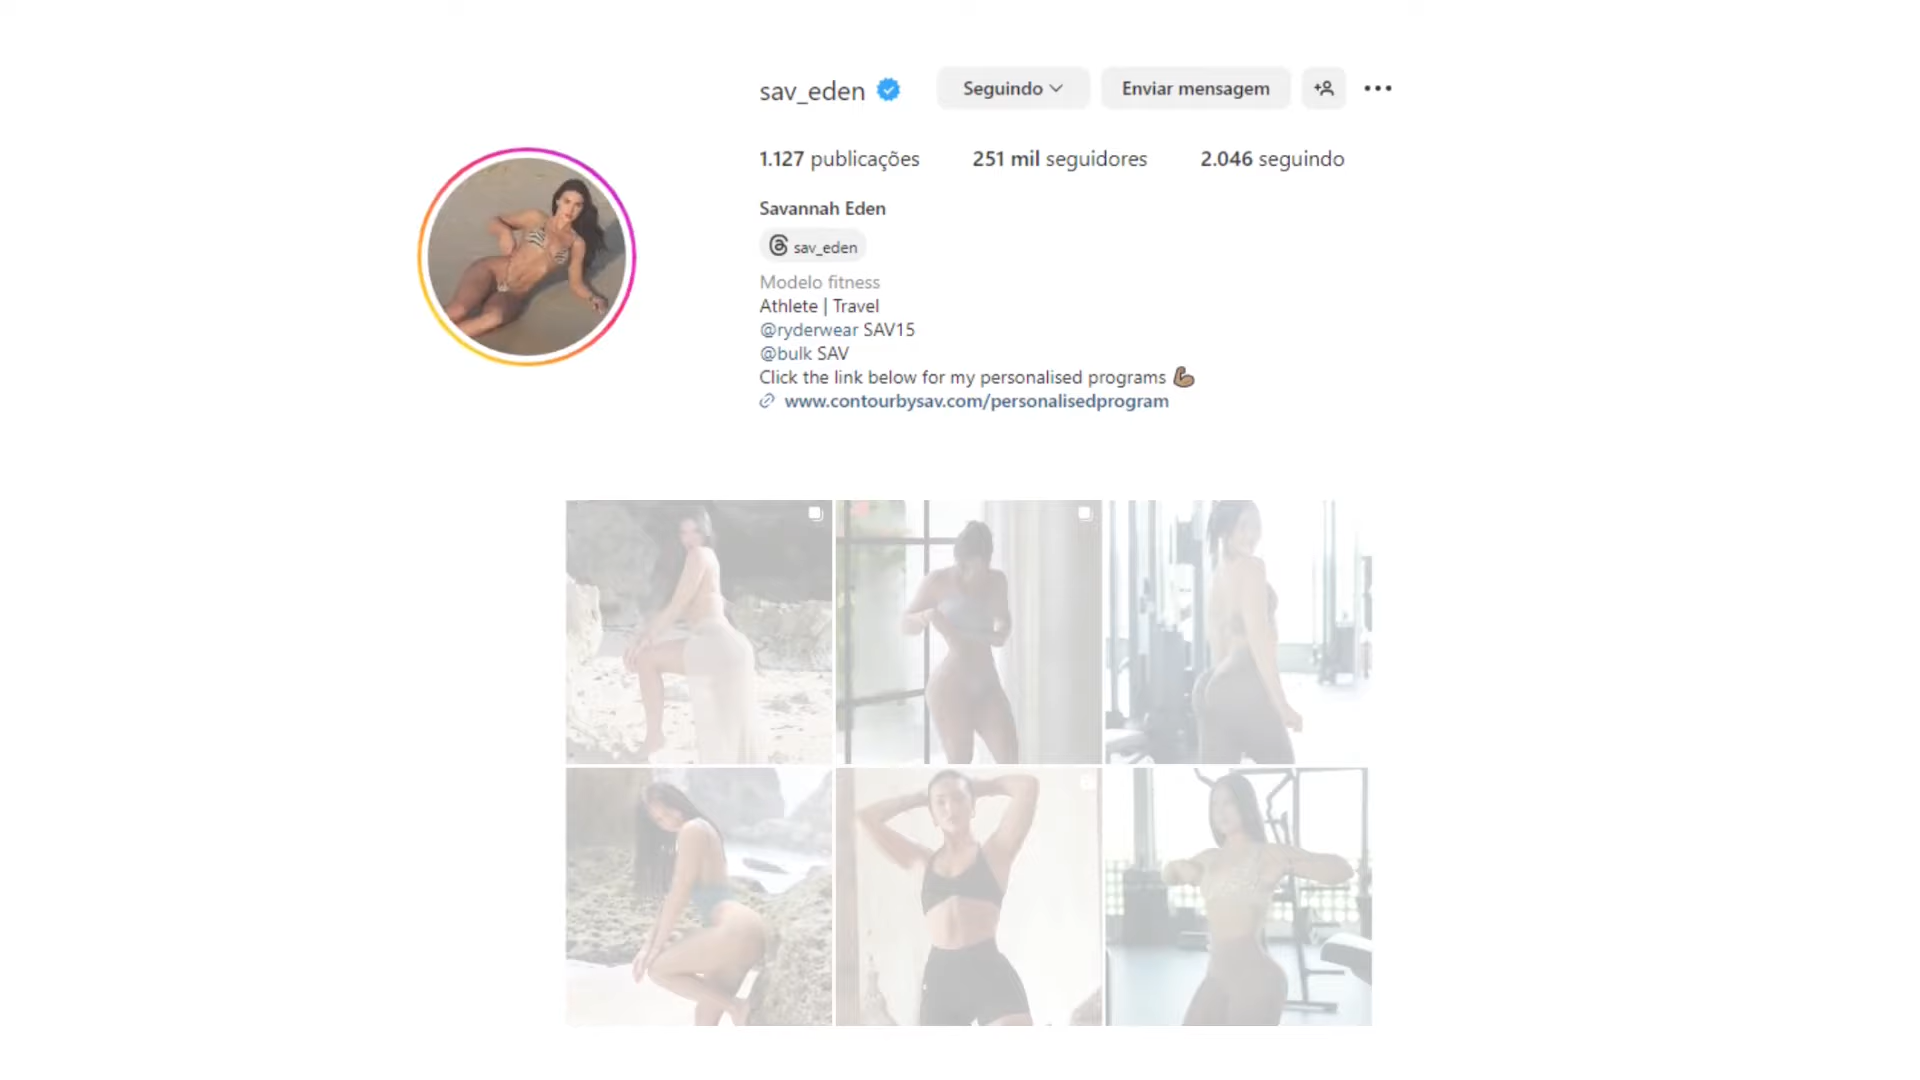 sav_eden Seguindo Enviar mensagem
1.127 publicações 251 mil seguidores 2.046 seguindo
Savannah Eden
sav_eden
Modelo fitness
Athlete | Travel
@ryderwear SAV15
@bulk SAV
Click the link below for my personalised programs 💪🏽
www.contourbysav.com/personalisedprogram